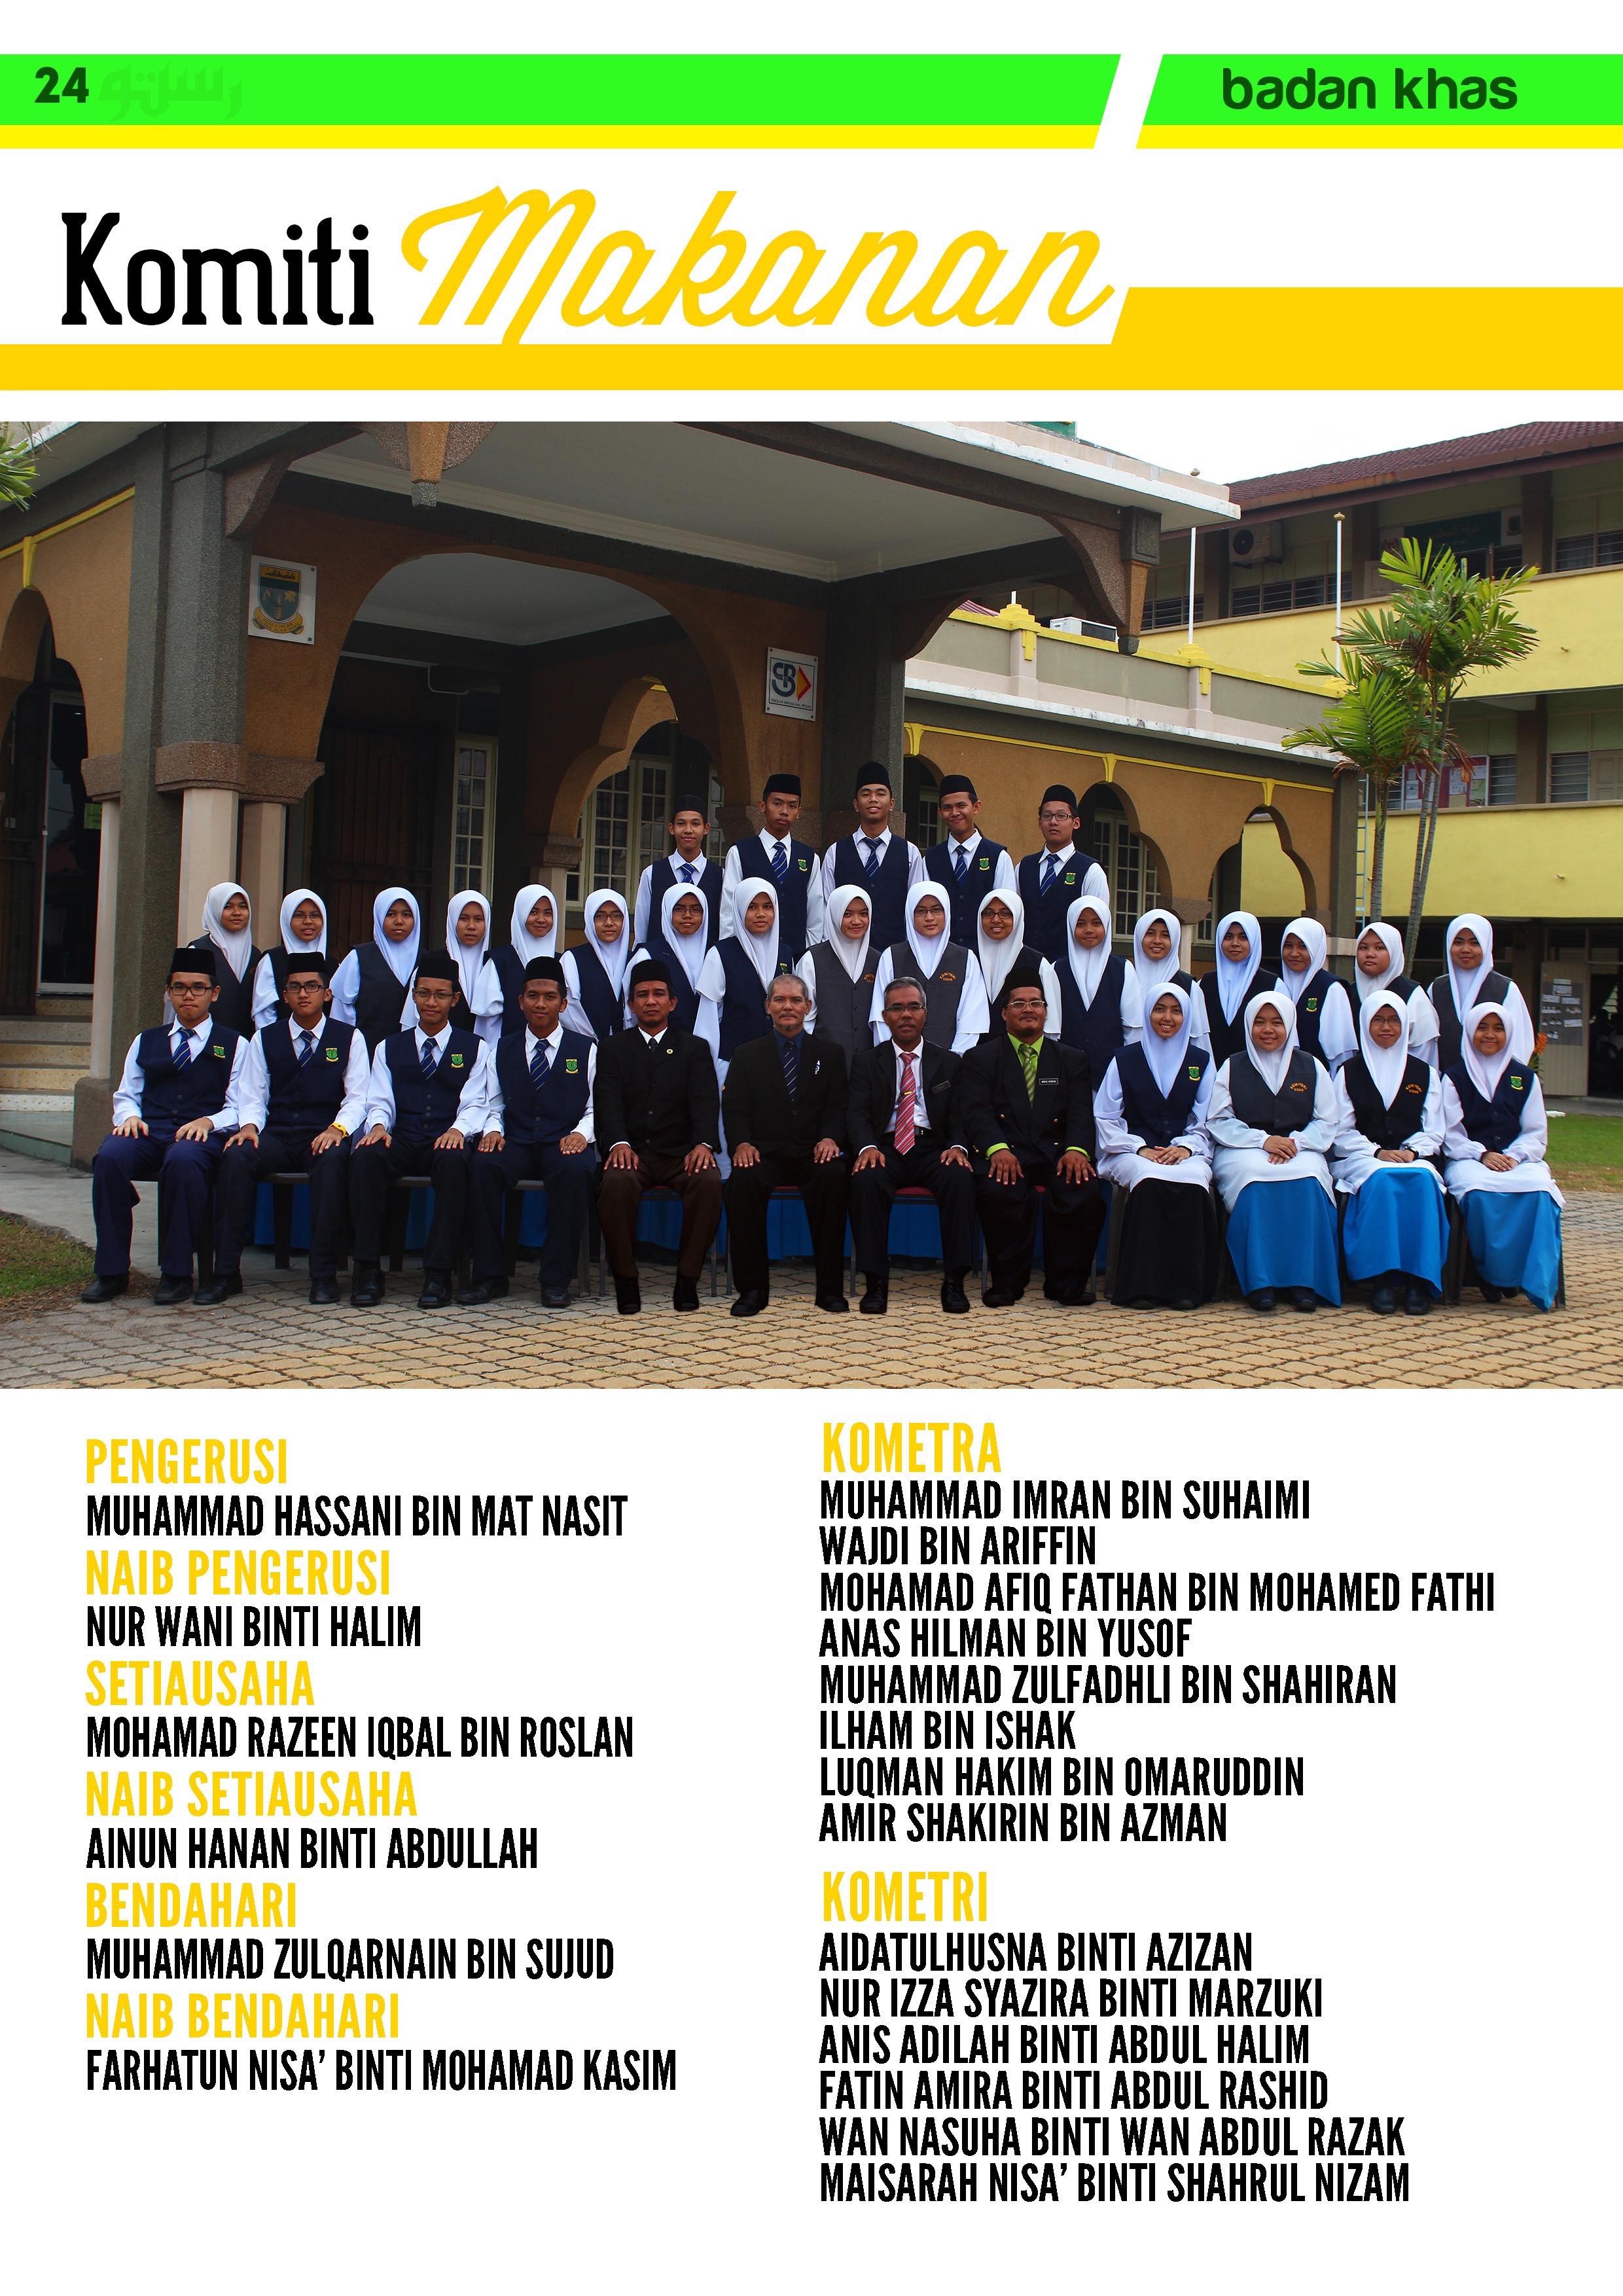 24 رستو
badan khas
Komiti Makanan
PENGERUSI
MUHAMMAD HASSANI BIN MAT NASIT
NAIB PENGERUSI
NUR WANI BINTI HALIM
SETIAUSAHA
MOHAMAD RAZEEN IQBAL BIN ROSLAN
NAIB SETIAUSAHA
AINUN HANAN BINTI ABDULLAH
BENDAHARI
MUHAMMAD ZULQARNAIN BIN SUJUD
NAIB BENDAHARI
FARHATUN NISA’ BINTI MOHAMAD KASIM
KOMETRA
MUHAMMAD IMRAN BIN SUHAIMI
WAJDI BIN ARIFFIN
MOHAMAD AFIQ FATHAN BIN MOHAMED FATHI
ANAS HILMAN BIN YUSOF
MUHAMMAD ZULFADHLI BIN SHAHIRAN
ILHAM BIN ISHAK
LUQMAN HAKIM BIN OMARUDDIN
AMIR SHAKIRIN BIN AZMAN
KOMETRI
AIDATULHUSNA BINTI AZIZAN
NUR IZZA SYAZIRA BINTI MARZUKI
ANIS ADILAH BINTI ABDUL HALIM
FATIN AMIRA BINTI ABDUL RASHID
WAN NASUHA BINTI WAN ABDUL RAZAK
MAISARAH NISA’ BINTI SHAHRUL NIZAM